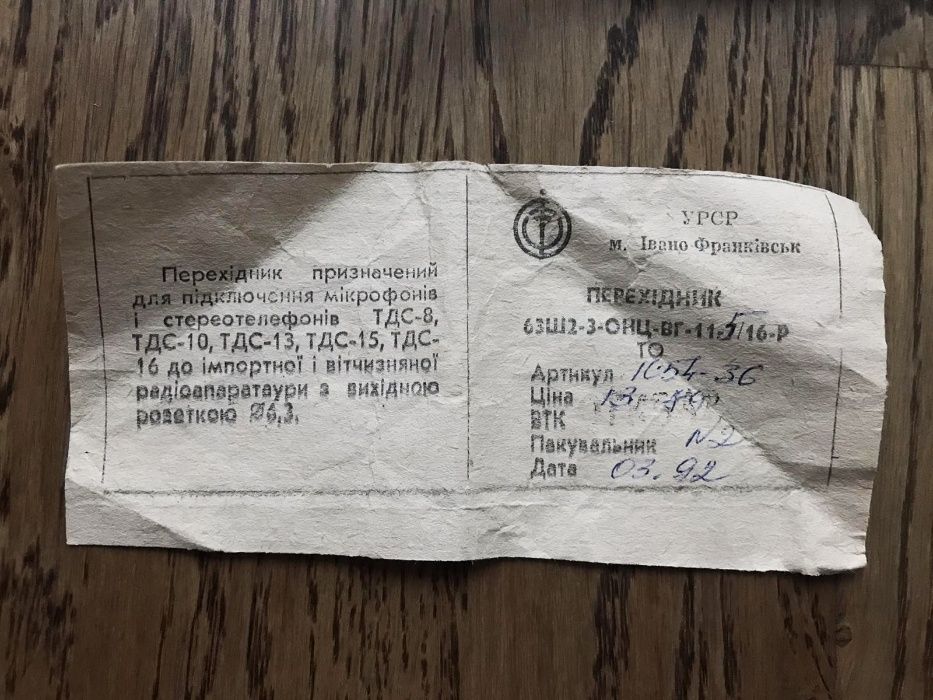 Перехідник призначений
для підключення мікрофонів
і стереотелефонів ТДС-8,
ТДС-10, ТДС-13, ТДС-15, ТДС-
16 до імпортної і вітчизняної
радіоапаратаури з вихідною
розеткою Ø6,3.
УРСР
м. Івано Франківськ
ПЕРЕХІДНИК
63Ш2-3-ОНЦ-ВГ-11-5/16-р
ТО
Артикул 1054-36
Ціна
ВТК
Пакувальник N2
Дата 03.92